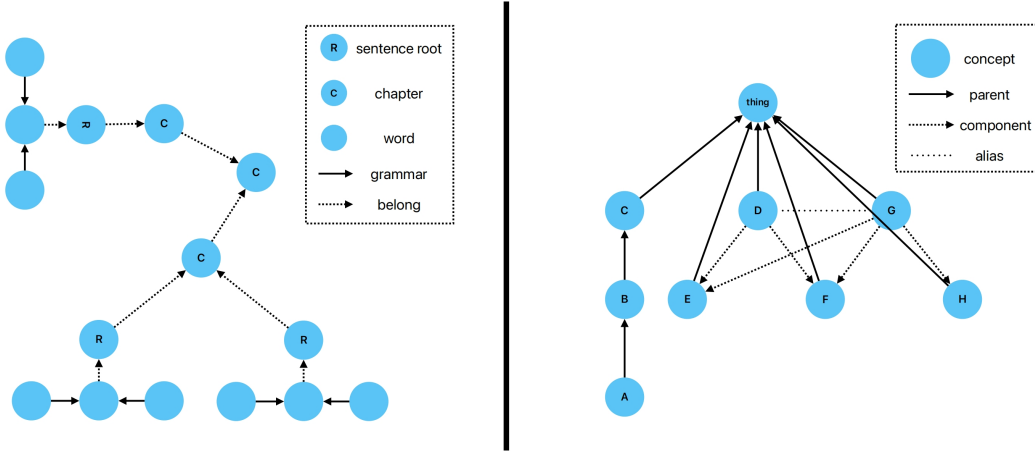 R sentence root
C chapter
word
grammar
belong
R
C
C
C
R
R
concept
parent
component
alias
thing
C
D
G
B
E
F
H
A